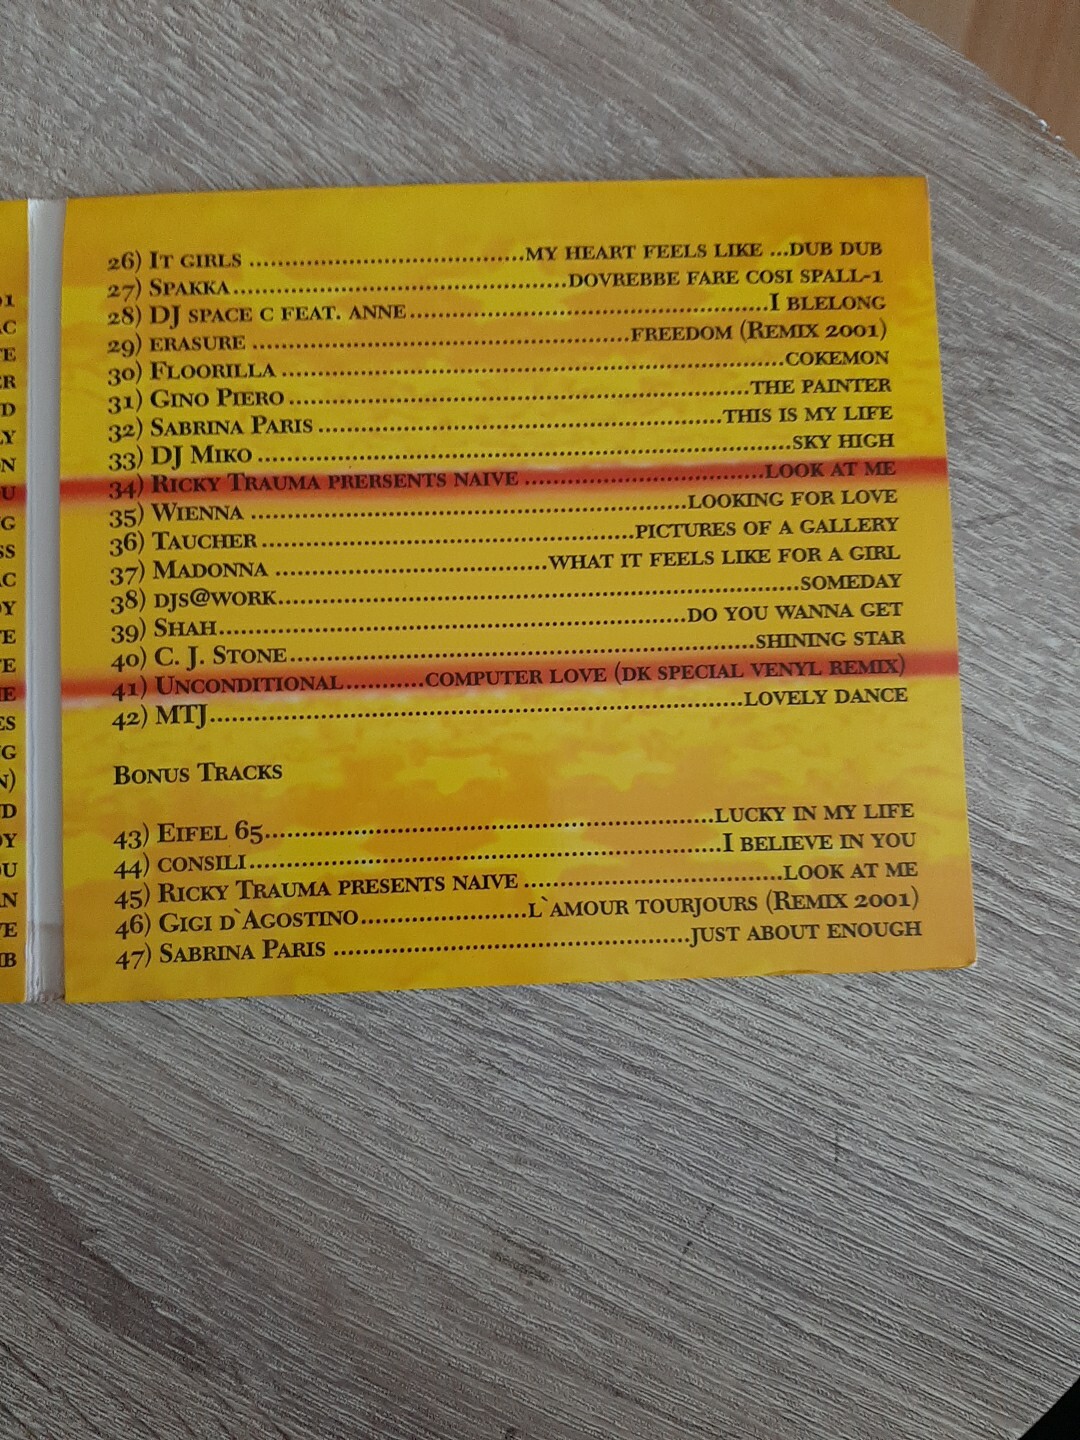 26) It girls ........................................my heart feels like ...dub dub
27) Spakka................................................dovrebbe fare cosi spall-1
28) DJ space c feat. anne.....................................................I blelong
29) erasure .......................................................freedom (Remix 2001)
30) Floorilla .........................................................................cokemon
31) Gino Piero ...................................................................the painter
32) Sabrina Paris ...........................................................this is my life
33) DJ Miko .............................................................................sky high
34) Ricky Trauma prersents naive ...................................look at me
35) Wienna ...............................................................looking for love
36) Taucher ......................................................pictures of a gallery
37) Madonna .......................................what it feels like for a girl
38) djs@work...........................................................................someday
39) Shah....................................................................do you wanna get
40) C. J. Stone....................................................................shining star
41) Unconditional...........computer love (dk special venyl remix)
42) MTJ..............................................................................lovely dance
Bonus Tracks
43) Eifel 65................................................................lucky in my life
44) consili....................................................................I believe in you
45) Ricky Trauma presents naive .....................................look at me
46) Gigi d`Agostino.......................l`amour tourjours (Remix 2001)
47) Sabrina Paris ...................................................just about enough